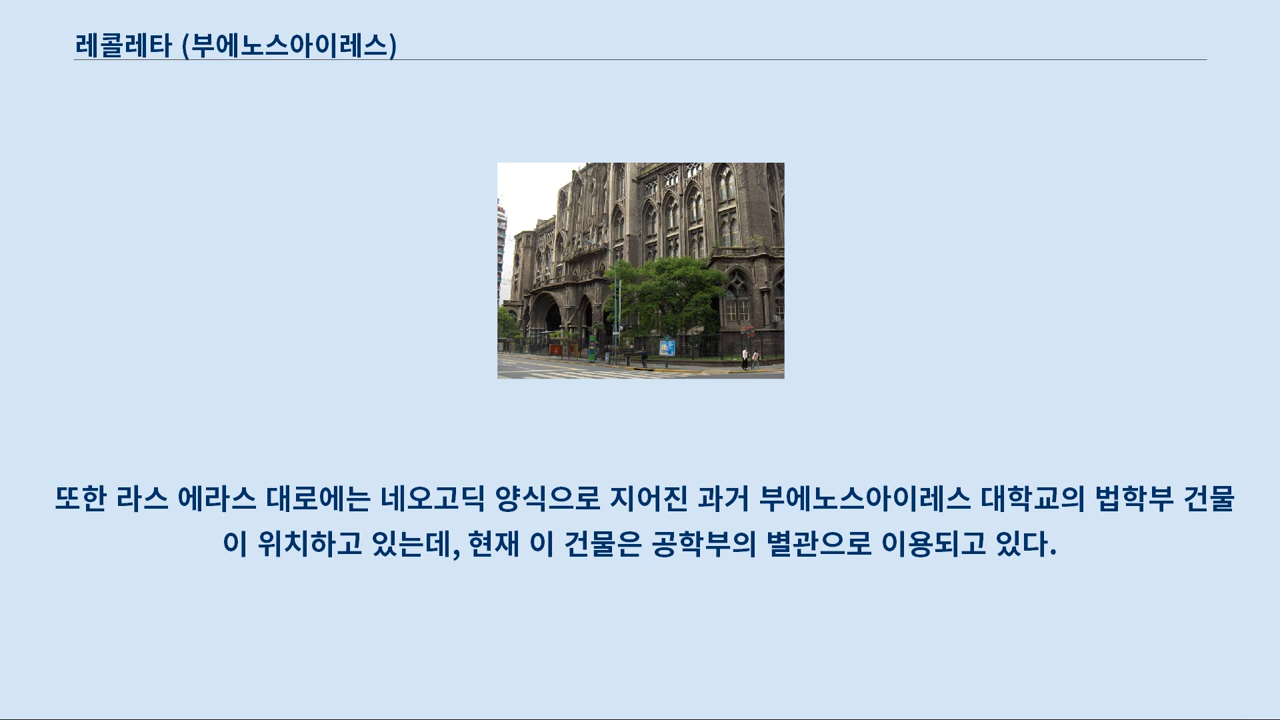 레콜레타 (부에노스아이레스)
또한 라스 에라스 대로에는 네오고딕 양식으로 지어진 과거 부에노스아이레스 대학교의 법학부 건물
이 위치하고 있는데, 현재 이 건물은 공학부의 별관으로 이용되고 있다.